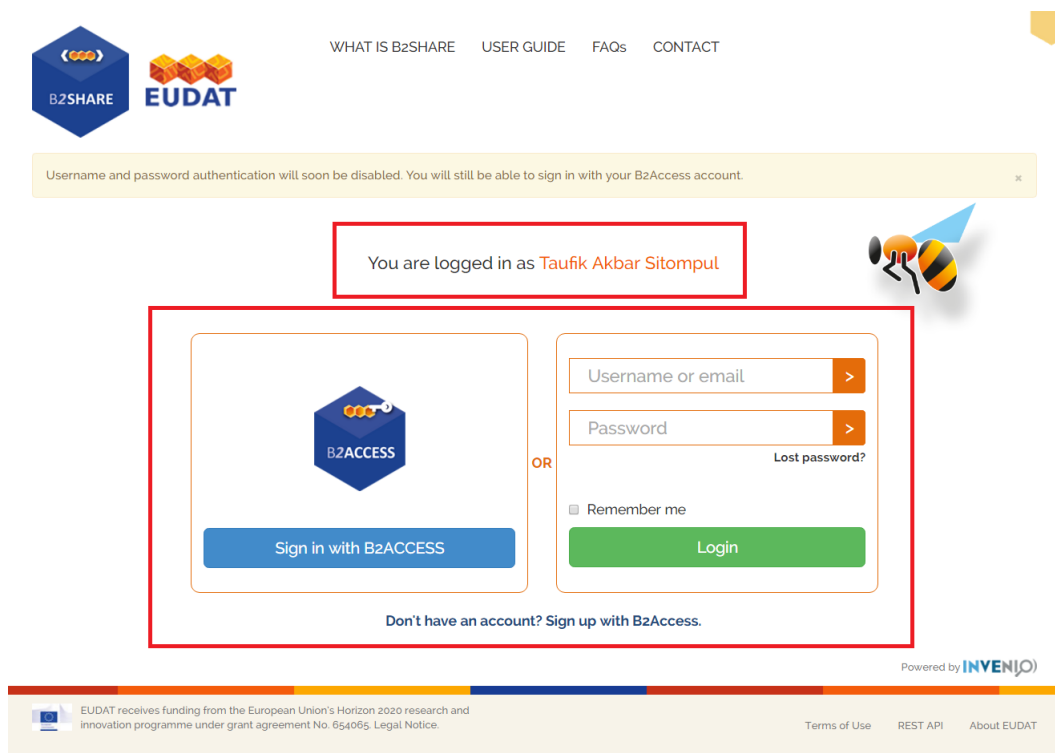 WHAT IS B2SHARE USER GUIDE FAQs CONTACT
B2SHARE
EUDAT
Username and password authentication will soon be disabled. You will still be able to sign in with your B2Access account. ×
You are logged in as Taufik Akbar Sitompul
Username or email >
Password >
B2ACCESS
OR
Lost password?
Remember me
Sign in with B2ACCESS
Login
Don't have an account? Sign up with B2Access.
Powered by INVENIO
EUDAT receives funding from the European Union's Horizon 2020 research and
innovation programme under grant agreement No. 654065. Legal Notice.
Terms of Use REST API About EUDAT